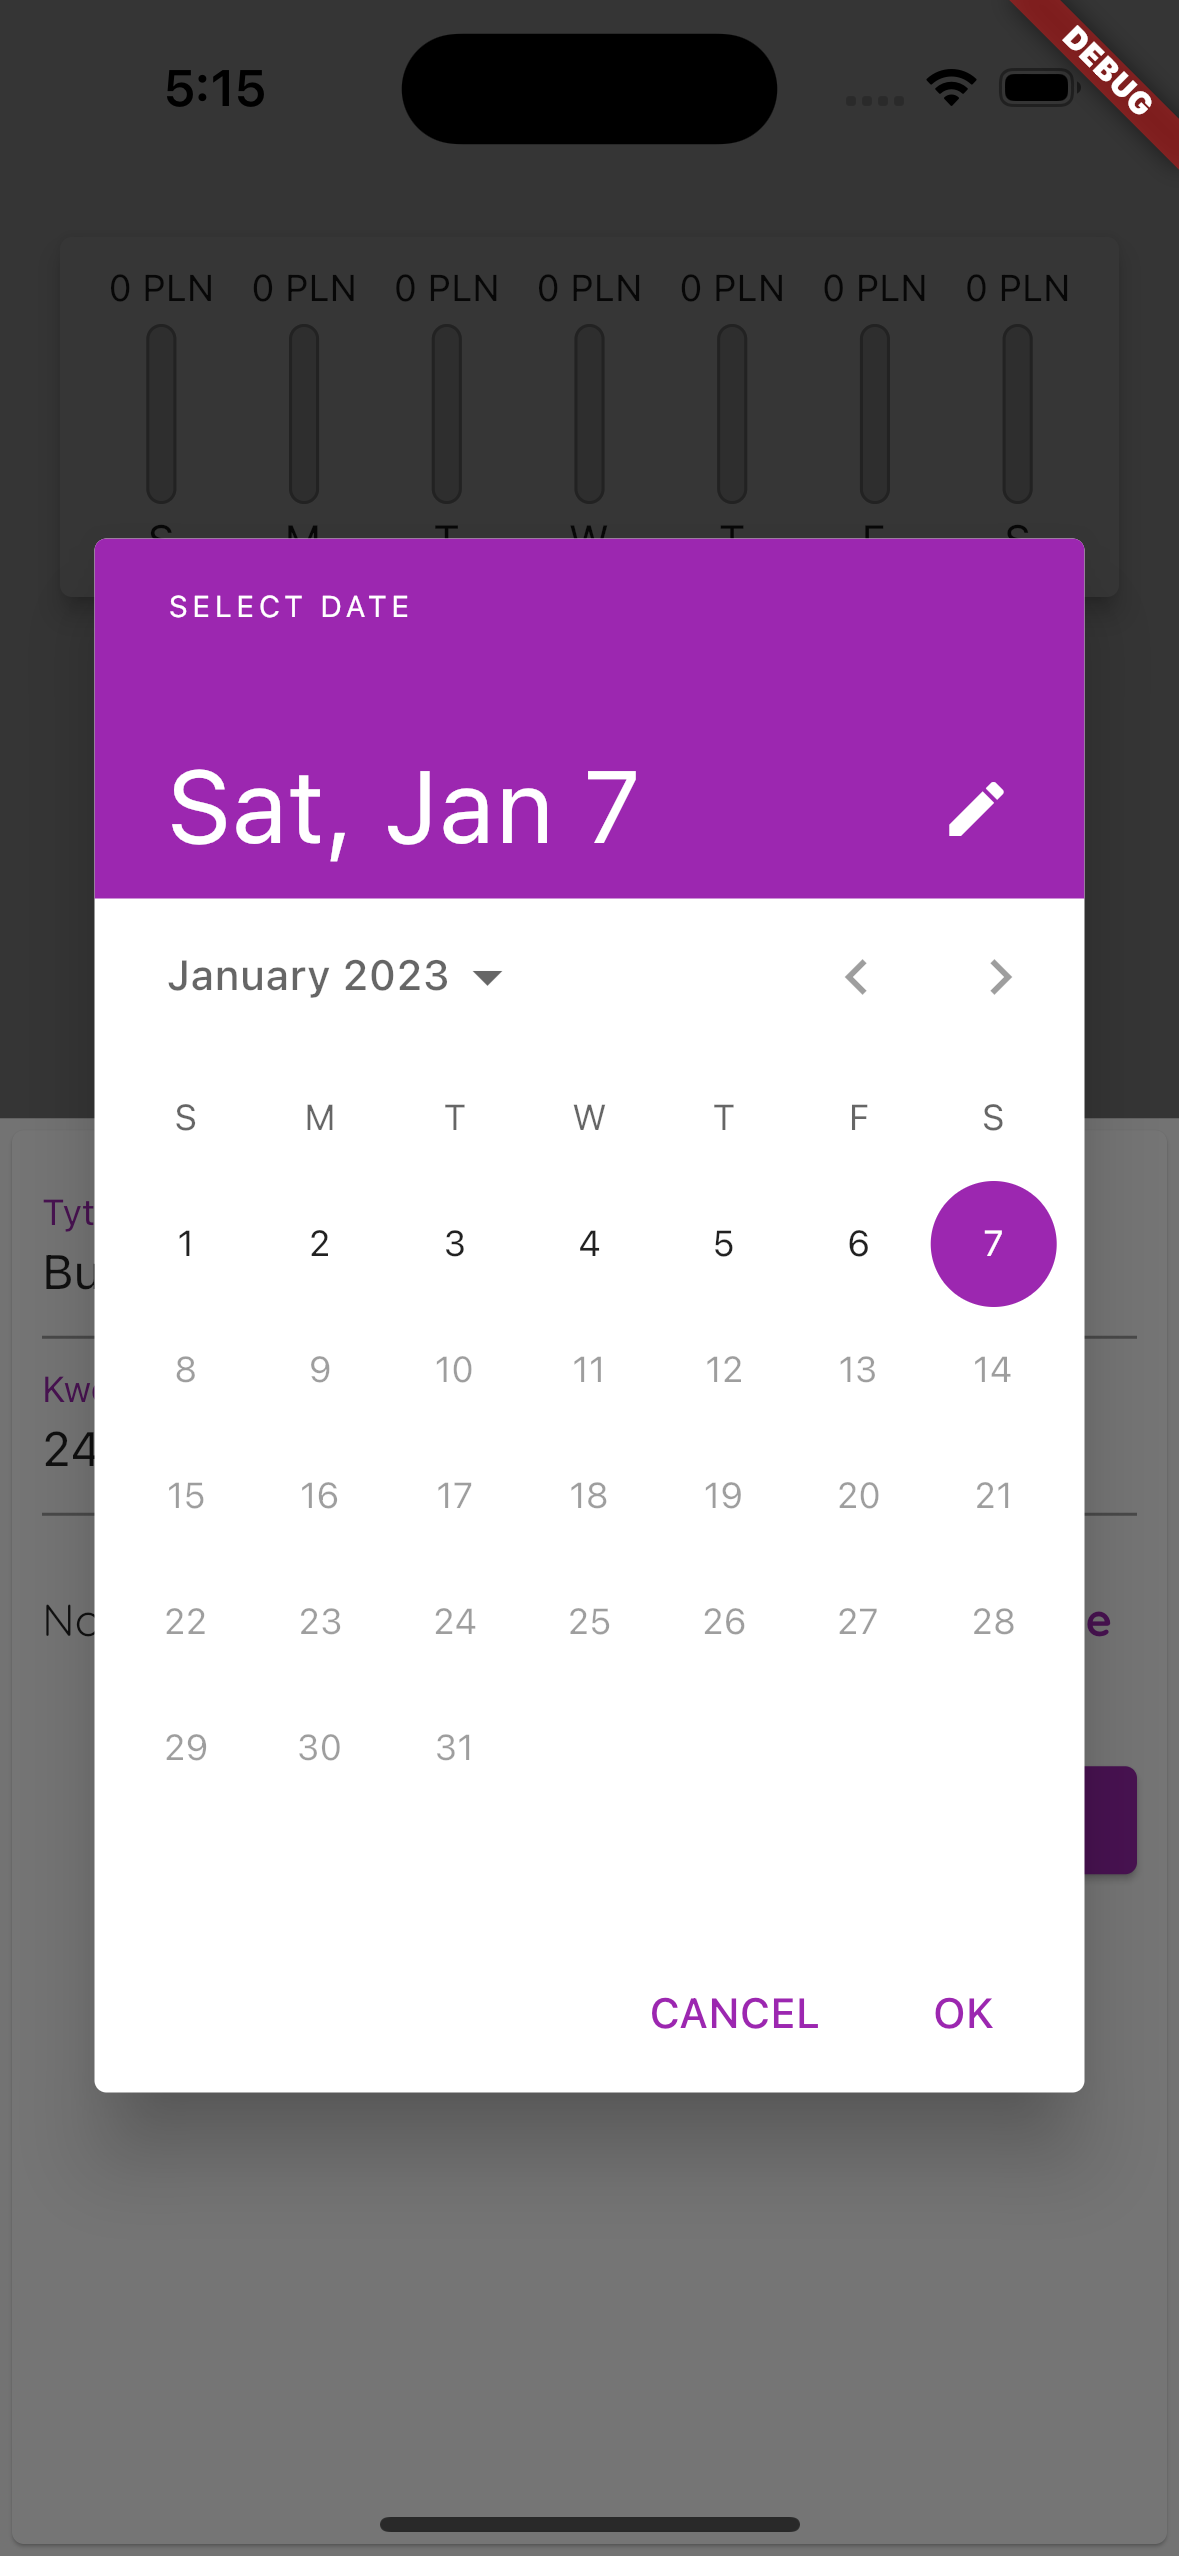 5:15
DEBUG
0 PLN 0 PLN 0 PLN 0 PLN 0 PLN 0 PLN 0 PLN
S M T W T F S
SELECT DATE
Sat, Jan 7
January 2023
S M T W T F S
1 2 3 4 5 6 7
8 9 10 11 12 13 14
15 16 17 18 19 20 21
22 23 24 25 26 27 28
29 30 31
CANCEL OK